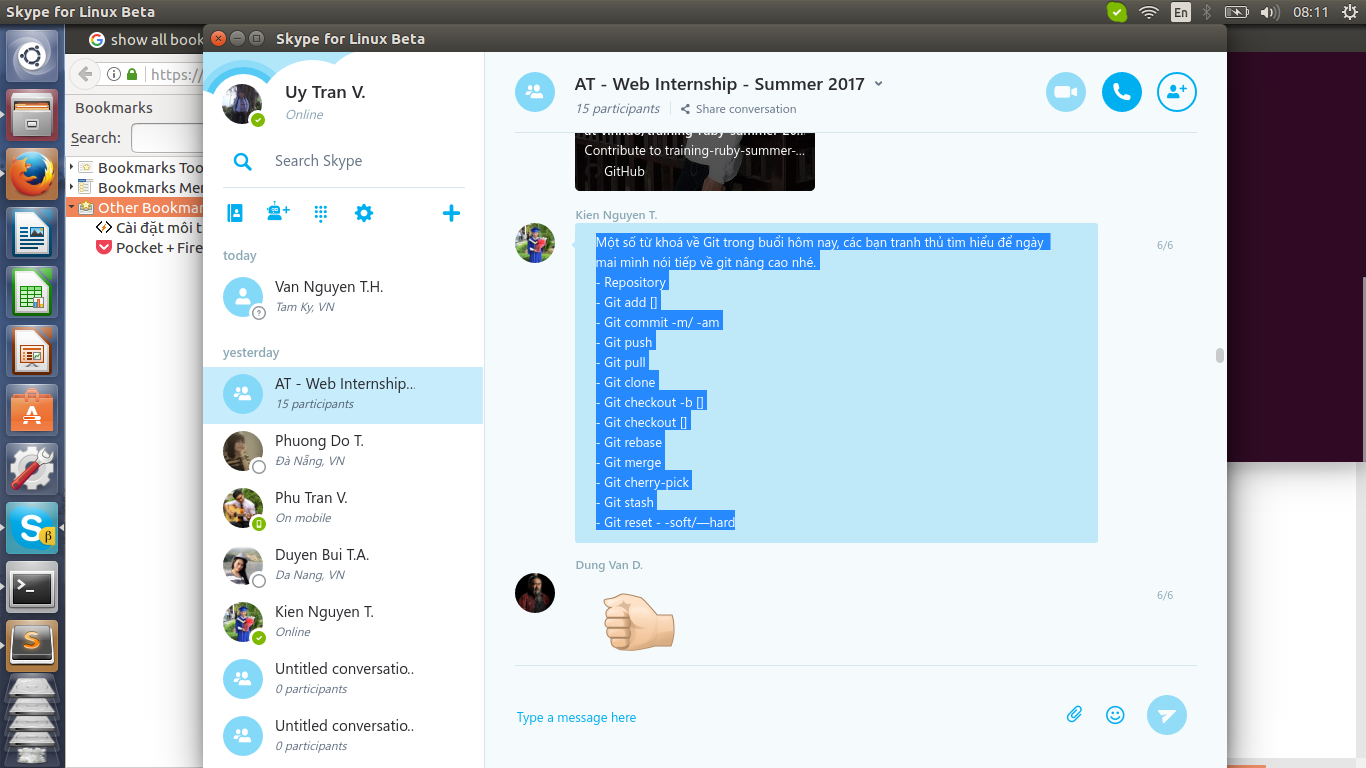 Skype for Linux Beta
En
08:11
show all book
https://
Bookmarks
Search:
Bookmarks Too
Bookmarks Me
Other Bookmar
Cài đặt môi t
Pocket + Fire
Skype for Linux Beta
Uy Tran V.
Online
Search Skype
today
Van Nguyen T.H.
Tam Ky, VN
yesterday
AT - Web Internship...
15 participants
Phuong Do T.
Đà Nẵng, VN
Phu Tran V.
On mobile
Duyen Bui T.A.
Da Nang, VN
Kien Nguyen T.
Online
Untitled conversatio..
0 participants
Untitled conversatio..
0 participants
AT - Web Internship - Summer 2017
15 participants
Share conversation
Contribute to training-ruby-summer-...
GitHub
Kien Nguyen T.
Một số từ khoá về Git trong buổi hôm nay, các bạn tranh thủ tìm hiểu để ngày
mai mình nói tiếp về git nâng cao nhé.
- Repository
- Git add []
- Git commit -m/ -am
- Git push
- Git pull
- Git clone
- Git checkout -b []
- Git checkout []
- Git rebase
- Git merge
- Git cherry-pick
- Git stash
- Git reset - -soft/—hard
6/6
Dung Van D.
6/6
Type a message here